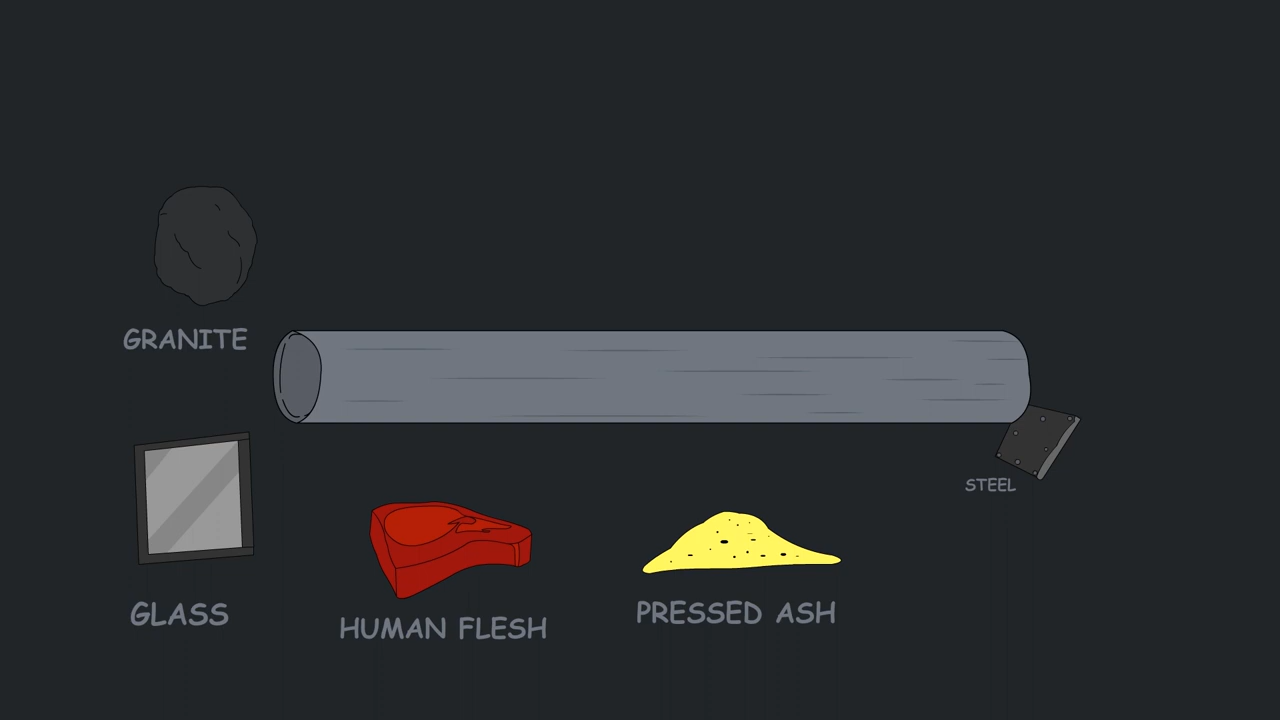 GRANITE
STEEL
GLASS
HUMAN FLESH
PRESSED ASH